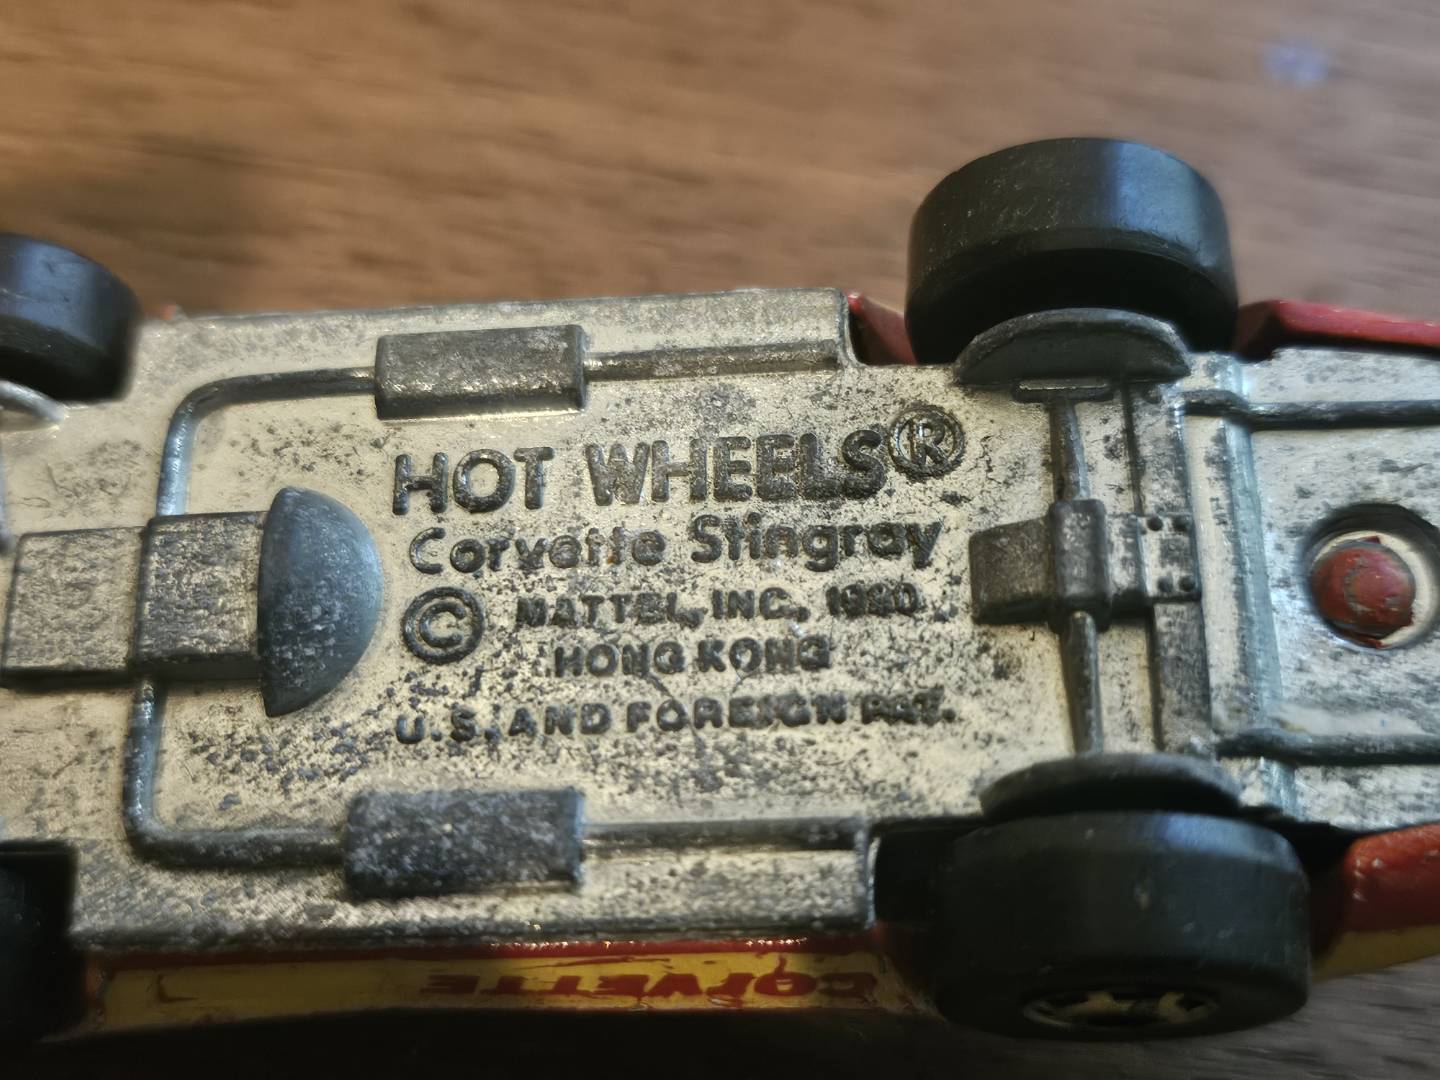 HOT WHEELS®
Corvette Stingray
© MATTEL, INC., 1980
HONG KONG
U.S. AND FOREIGN PAT.
CORVETTE